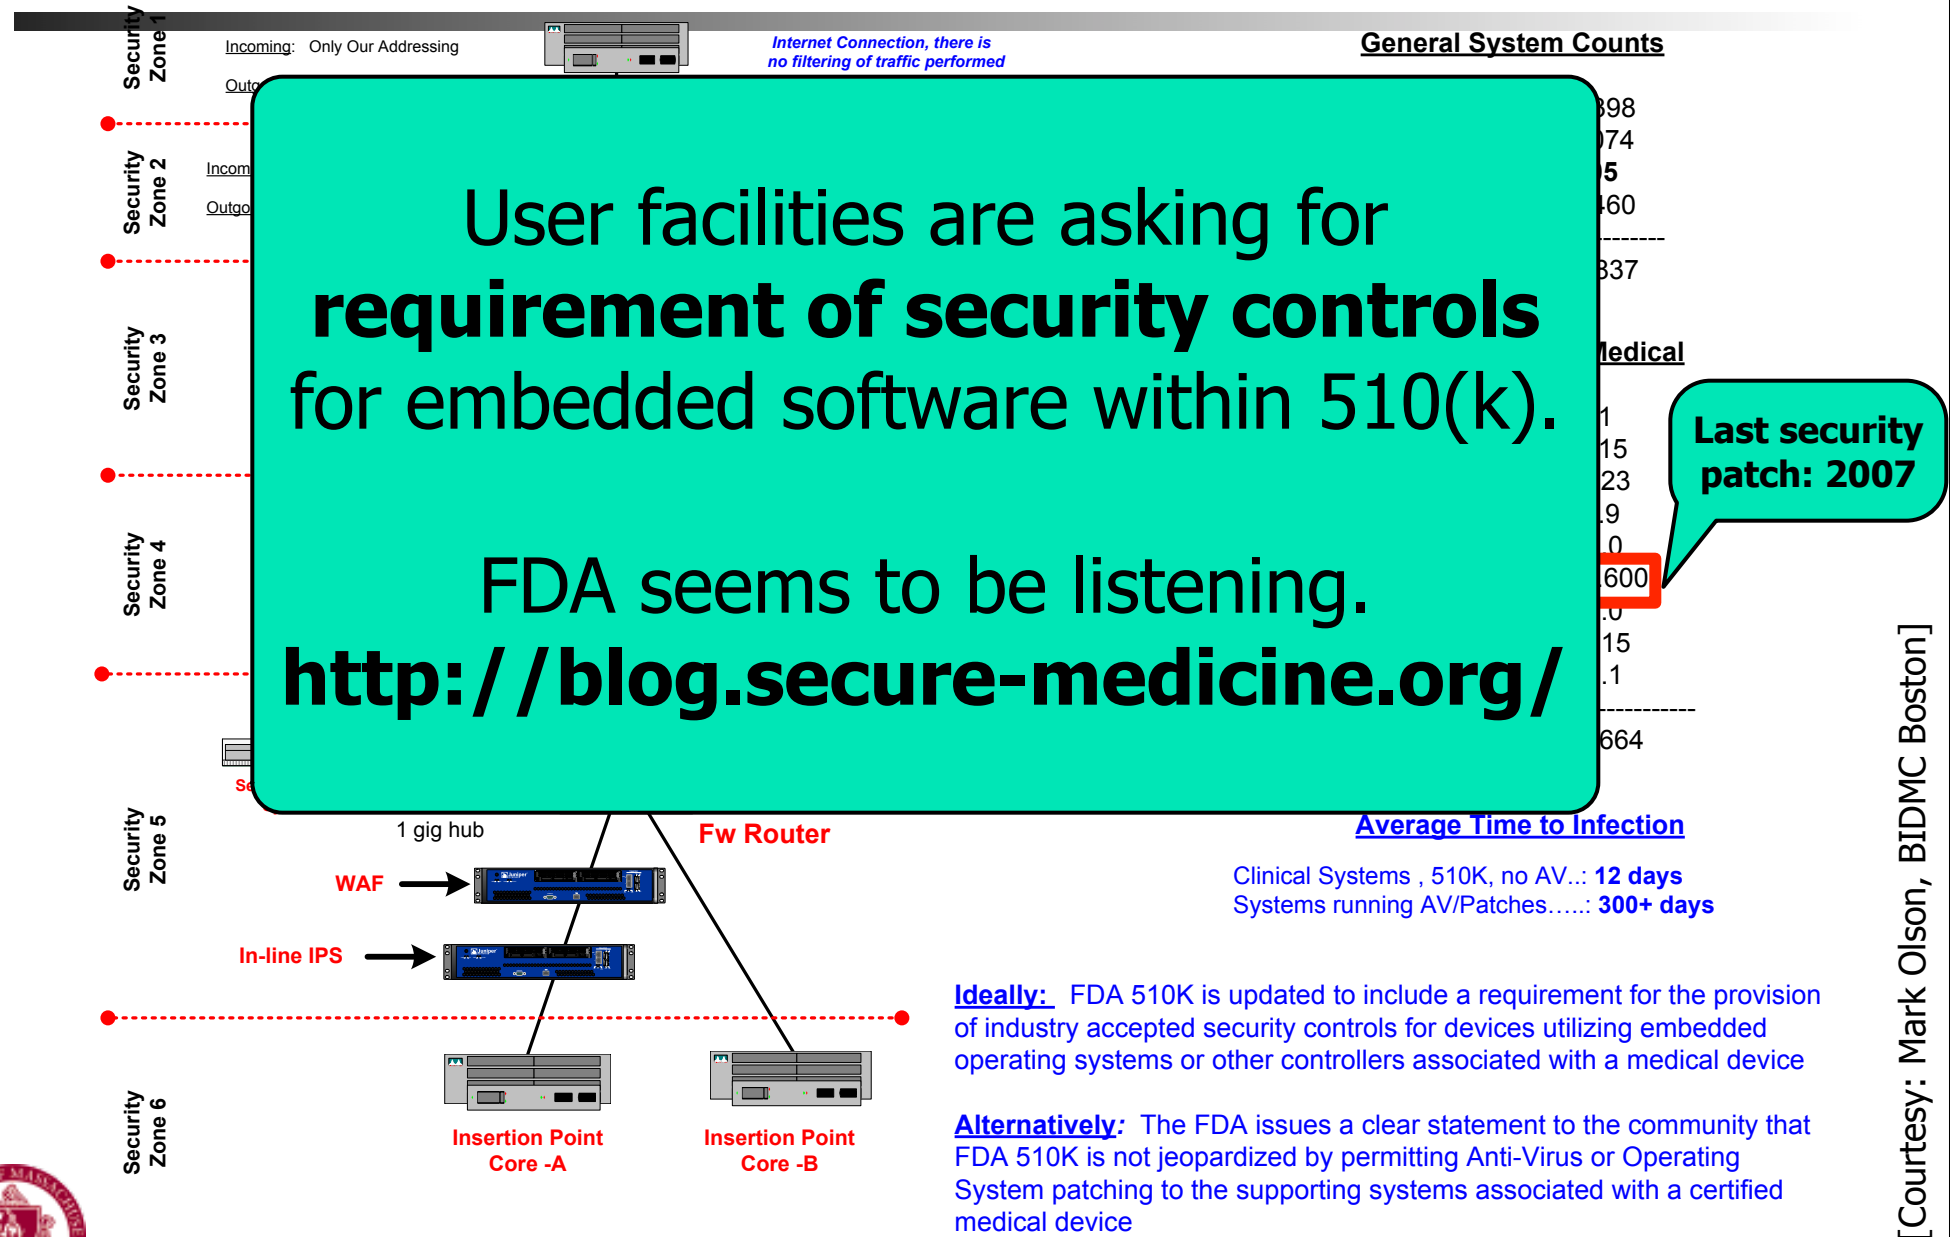 Security
Zone 1
Incoming: Only Our Addressing
Internet Connection, there is
no filtering of traffic performed
General System Counts
Security
Zone 2
User facilities are asking for
requirement of security controls
for embedded software within 510(k).
FDA seems to be listening.
http://blog.secure-medicine.org/
Security
Zone 3
Last security
patch: 2007
Security
Zone 4
Security
Zone 5
1 gig hub
Fw Router
WAF
In-line IPS
Average Time to Infection
Clinical Systems , 510K, no AV..: 12 days
Systems running AV/Patches…..: 300+ days
Ideally: FDA 510K is updated to include a requirement for the provision
of industry accepted security controls for devices utilizing embedded
operating systems or other controllers associated with a medical device
Alternatively: The FDA issues a clear statement to the community that
FDA 510K is not jeopardized by permitting Anti-Virus or Operating
System patching to the supporting systems associated with a certified
medical device
Security
Zone 6
Insertion Point
Core -A
Insertion Point
Core -B
[Courtesy: Mark Olson, BIDMC Boston]